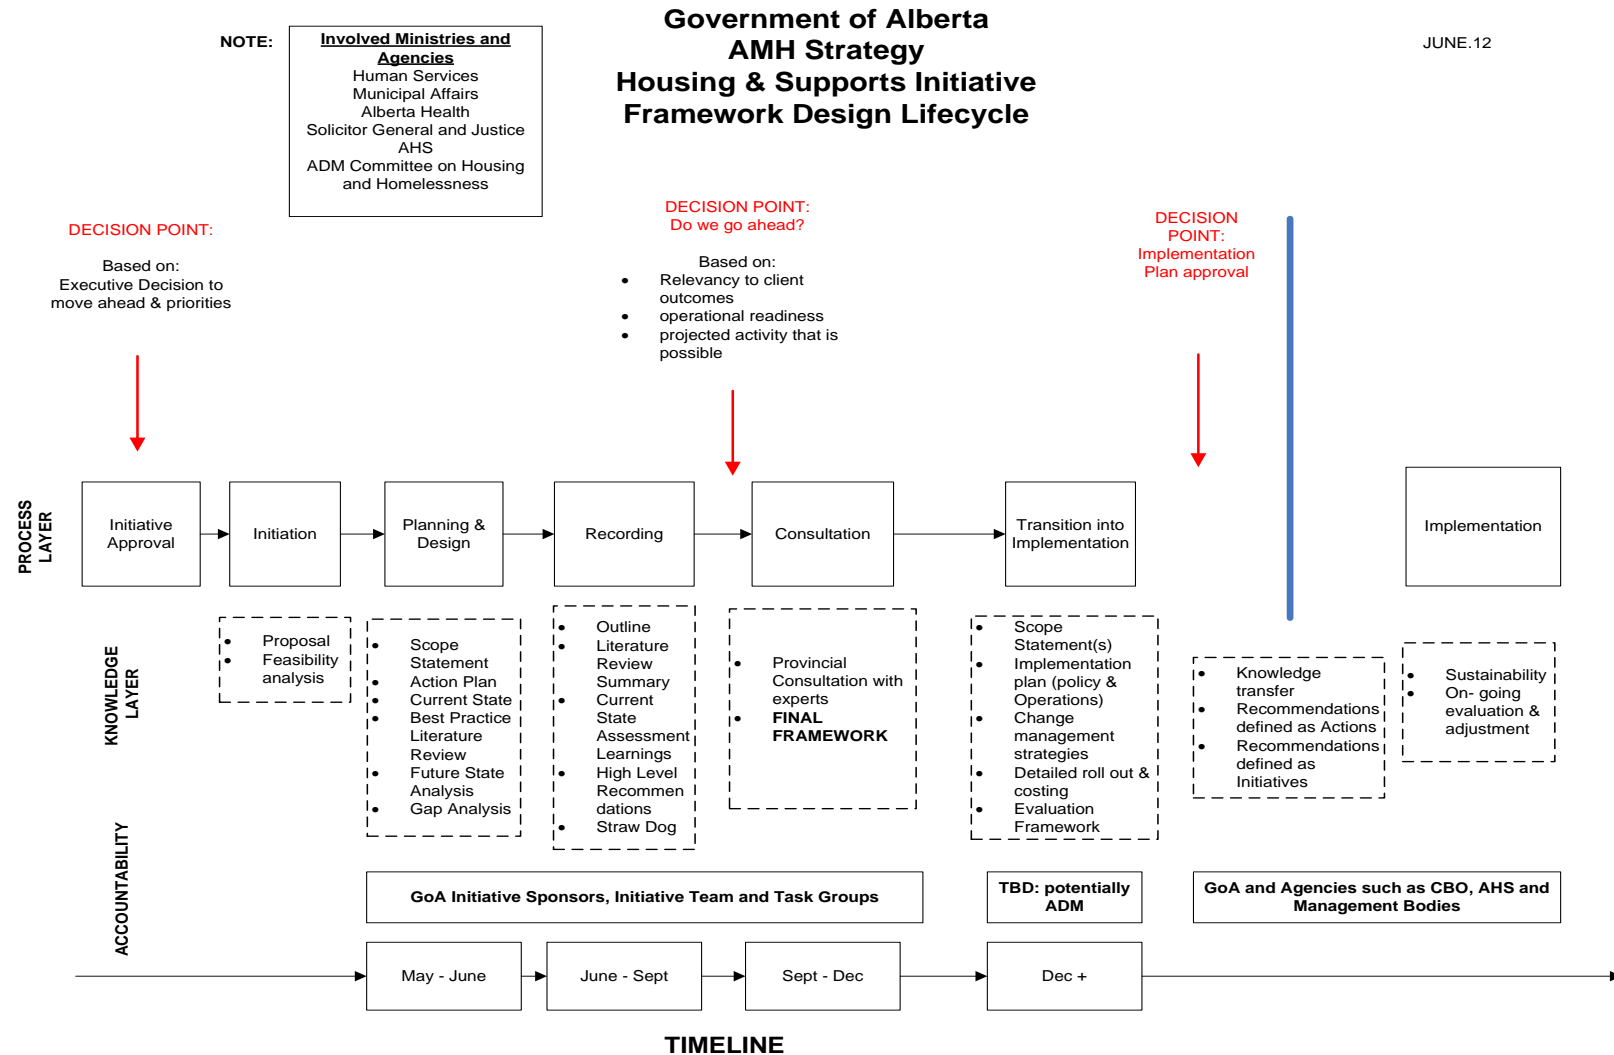 Government of Alberta
AMH Strategy
Housing & Supports Initiative
Framework Design Lifecycle
NOTE:
Involved Ministries and
Agencies
Human Services
Municipal Affairs
Alberta Health
Solicitor General and Justice
AHS
ADM Committee on Housing
and Homelessness
JUNE.12
DECISION POINT:
Based on:
Executive Decision to
move ahead & priorities
DECISION POINT:
Do we go ahead?
Based on:
• Relevancy to client
outcomes
• operational readiness
• projected activity that is
possible
DECISION
POINT:
Implementation
Plan approval
PROCESS
LAYER
Initiative
Approval
Initiation
Planning &
Design
Recording
Consultation
Transition into
Implementation
Implementation
KNOWLEDGE
LAYER
• Proposal
• Feasibility
analysis
• Scope
Statement
• Action Plan
• Current State
• Best Practice
Literature
Review
• Future State
Analysis
• Gap Analysis
• Outline
• Literature
Review
Summary
• Current
State
Assessment
Learnings
• High Level
Recommen
dations
• Straw Dog
• Provincial
Consultation with
experts
• FINAL
FRAMEWORK
• Scope
Statement(s)
• Implementation
plan (policy &
Operations)
• Change
management
strategies
• Detailed roll out &
costing
• Evaluation
Framework
• Knowledge
transfer
• Recommendations
defined as Actions
• Recommendations
defined as
Initiatives
• Sustainability
• On- going
evaluation &
adjustment
ACCOUNTABILITY
GoA Initiative Sponsors, Initiative Team and Task Groups
TBD: potentially
ADM
GoA and Agencies such as CBO, AHS and
Management Bodies
May - June
June - Sept
Sept - Dec
Dec +
TIMELINE